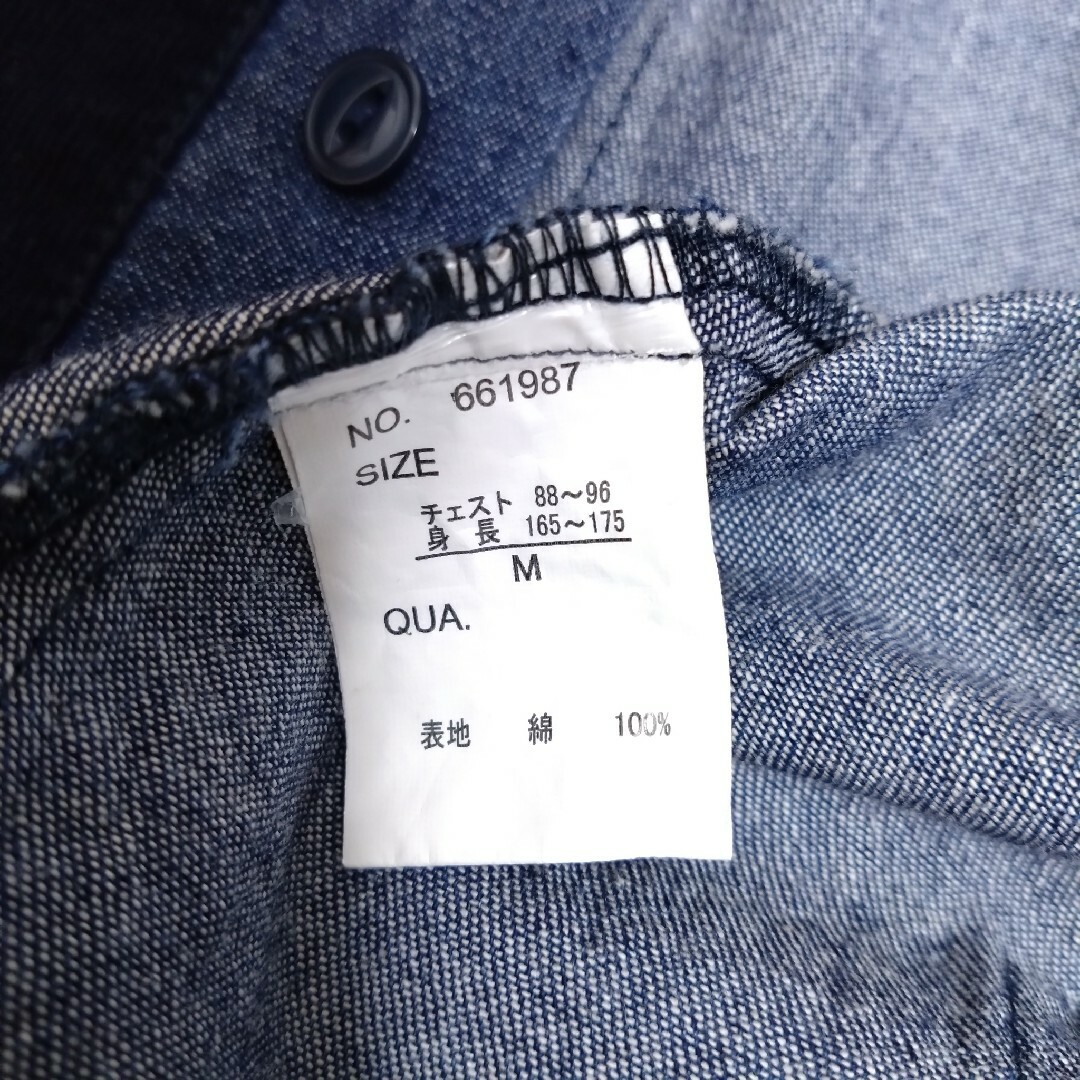 NO. 661987
SIZE
チェスト 88～96
身 長 165～175
M
QUA.
表地 綿 100%